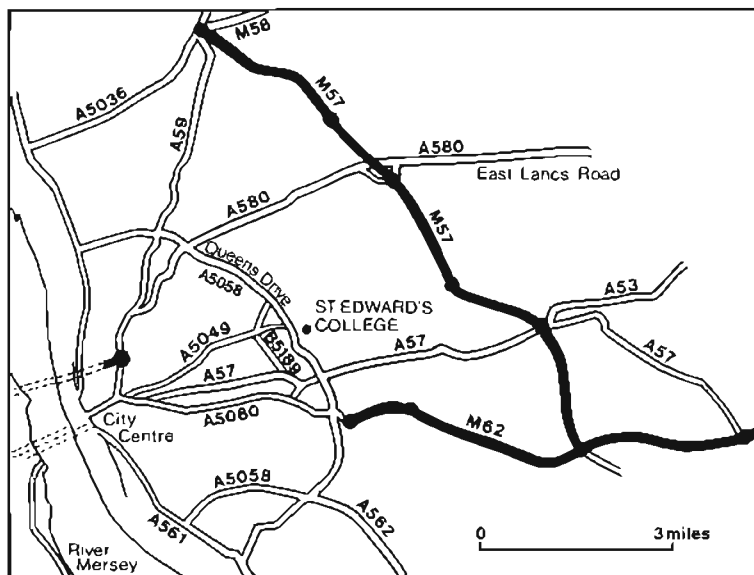 M58
A5036
M57
A59
A580
East Lancs Road
A580
M57
Queens Drive
A5058
A53
ST EDWARD'S
COLLEGE
A5049
B5189
A57
A57
A57
A5080
City
Centre
M62
A5058
A561
A562
0 3 miles
River
Mersey